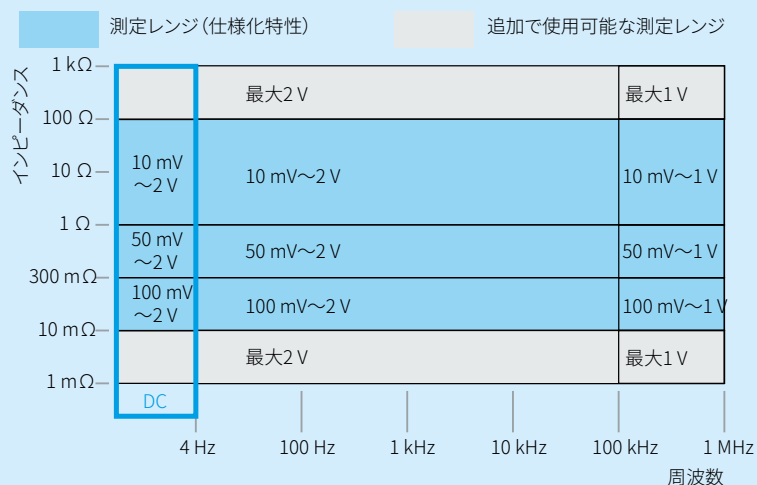 測定レンジ（仕様化特性）
追加で使用可能な測定レンジ
インピーダンス
1 kΩ
最大2 V
最大1 V
100 Ω
10 Ω
10 mV
～2 V
10 mV～2 V
10 mV～1 V
1 Ω
50 mV
～2 V
50 mV～2 V
50 mV～1 V
300 mΩ
100 mV
～2 V
100 mV～2 V
100 mV～1 V
10 mΩ
最大2 V
最大1 V
1 mΩ
DC
4 Hz
100 Hz
1 kHz
10 kHz
100 kHz
1 MHz
周波数